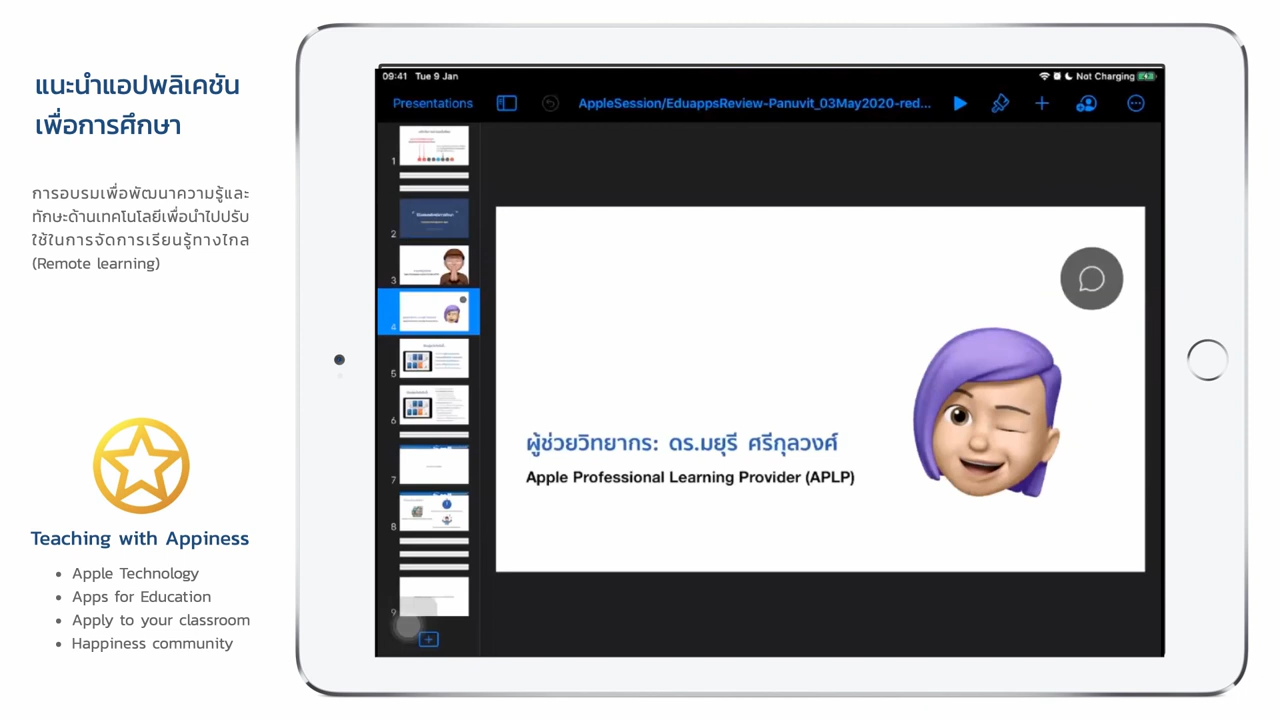 แนะนำแอปพลิเคชัน
เพื่อการศึกษา
การอบรมเพื่อพัฒนาความรู้และ
ทักษะด้านเทคโนโลยีเพื่อนำไปปรับ
ใช้ในการจัดการเรียนรู้ทางไกล
(Remote learning)
Teaching with Appiness
• Apple Technology
• Apps for Education
• Apply to your classroom
• Happiness community
09:41 Tue 9 Jan
Not Charging
Presentations
AppleSession/EduappsReview-Panuvit_03May2020-red...
1
2
3
4
5
6
7
8
9
ผู้ช่วยวิทยากร: ดร.มยุรี ศรีกุลวงศ์
Apple Professional Learning Provider (APLP)